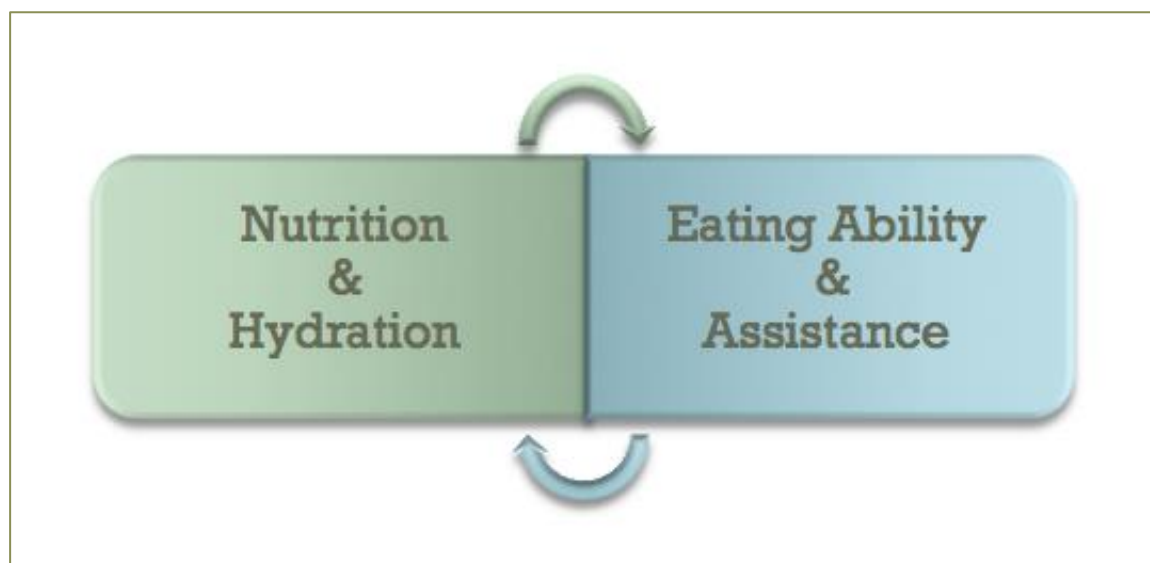 Nutrition
&
Hydration
Eating Ability
&
Assistance